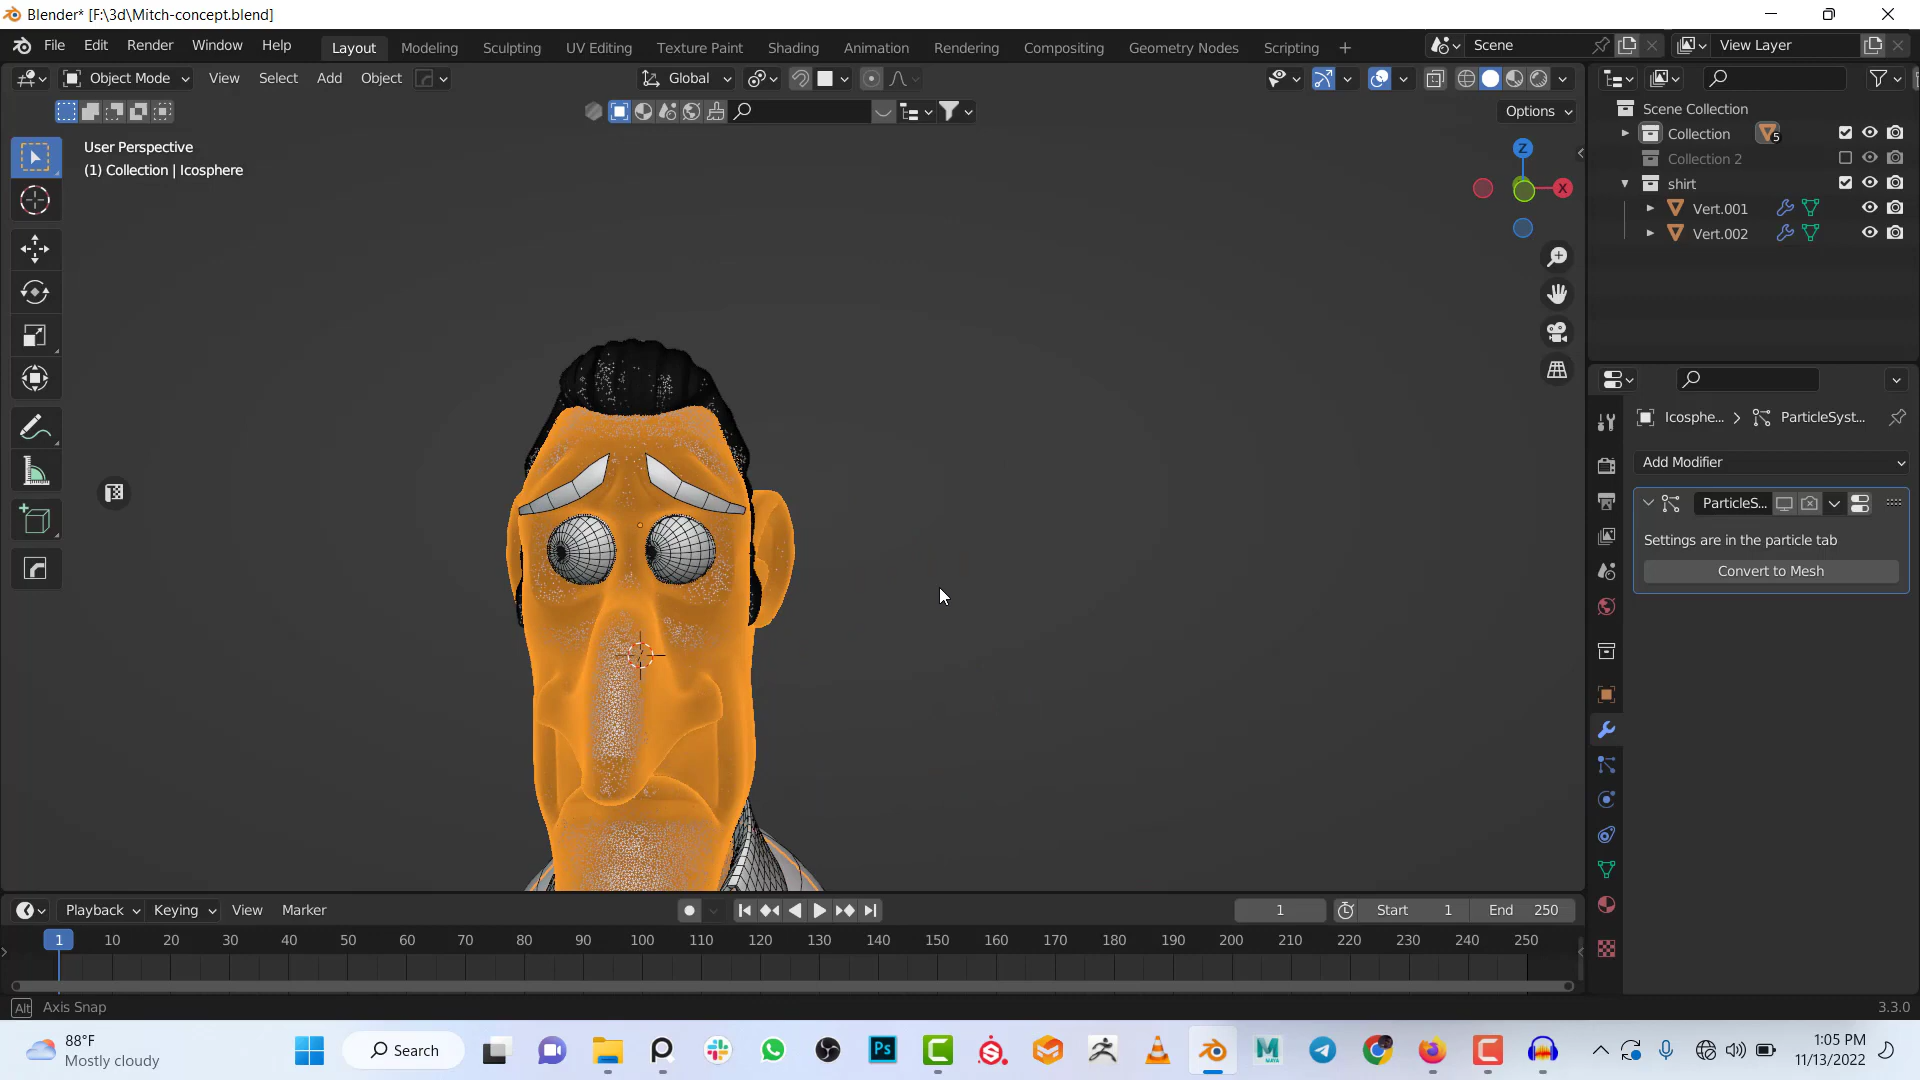 Blender* [F:\3d\Mitch-concept.blend]
File Edit Render Window Help
Layout Modeling Sculpting UV Editing Texture Paint Shading Animation Rendering Compositing Geometry Nodes Scripting
Scene
View Layer
Object Mode View Select Add Object
Global
Options
User Perspective
(1) Collection | Icosphere
Z
X
Scene Collection
Collection 5
Collection 2
shirt
Vert.001
Vert.002
Icosphe... ParticleSyst...
Add Modifier
ParticleS...
Settings are in the particle tab
Convert to Mesh
Playback Keying View Marker
1 Start 1 End 250
1 10 20 30 40 50 60 70 80 90 100 110 120 130 140 150 160 170 180 190 200 210 220 230 240 250
Alt Axis Snap
3.3.0
88°F
Mostly cloudy
Search
Ps
MAYA
1:05 PM
11/13/2022